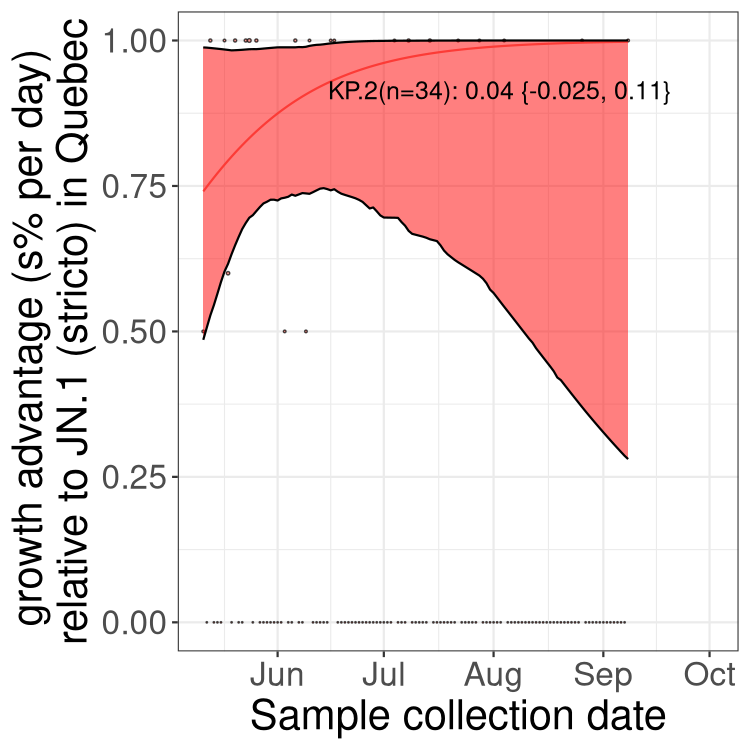 growth advantage (s% per day)
relative to JN.1 (stricto) in Quebec
1.00
0.75
0.50
0.25
0.00
KP.2(n=34): 0.04 {-0.025, 0.11}
Jun Jul Aug Sep Oct
Sample collection date